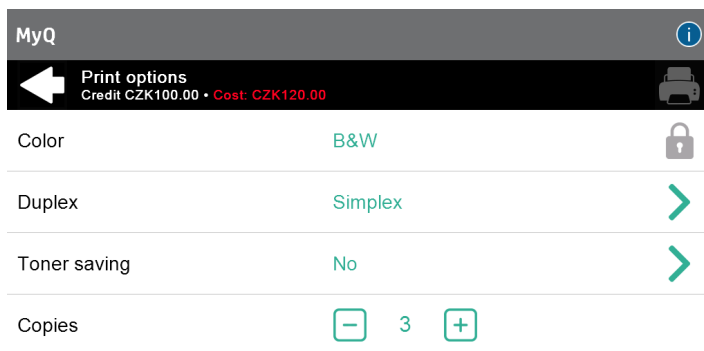 MyQ
Print options
Credit CZK100.00 • Cost: CZK120.00
Color B&W
Duplex Simplex
Toner saving No
Copies 3